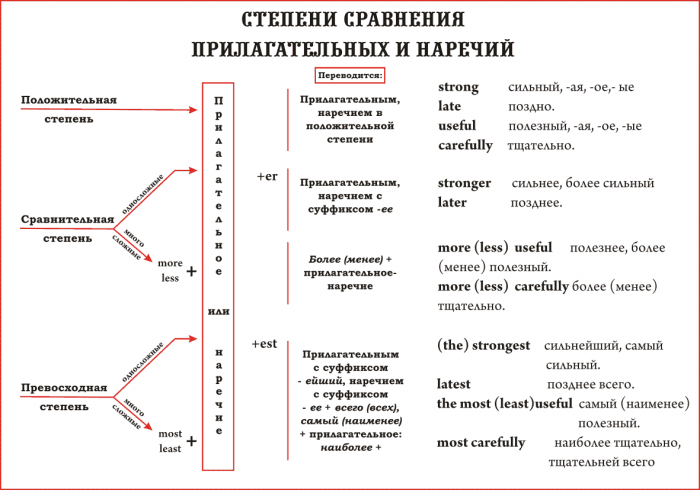 СТЕПЕНИ СРАВНЕНИЯ
ПРИЛАГАТЕЛЬНЫХ И НАРЕЧИЙ
Переводится:
Положительная
степень
Прилагательное
или
наречие
Прилагательным,
наречием в
положительной
степени
strong сильный, -ая, -ое,- ые
late поздно.
useful полезный, -ая, -ое, -ые
carefully тщательно.
Сравнительная
степень
односложные
много
сложные
more
less
+
+er
Прилагательным,
наречием с
суффиксом -ее
stronger сильнее, более сильный
later позднее.
Более (менее) +
прилагательное-
наречие
more (less) useful полезнее, более
(менее) полезный.
more (less) carefully более (менее)
тщательно.
Превосходная
степень
односложные
много
сложные
most
least
+
+est
Прилагательным
с суффиксом
- ейший, наречием
с суффиксом
- ее + всего (всех),
самый (наименее)
+ прилагательное:
наиболее +
(the) strongest сильнейший, самый
сильный.
latest позднее всего.
the most (least)useful самый (наименее)
полезный.
most carefully наиболее тщательно,
тщательней всего